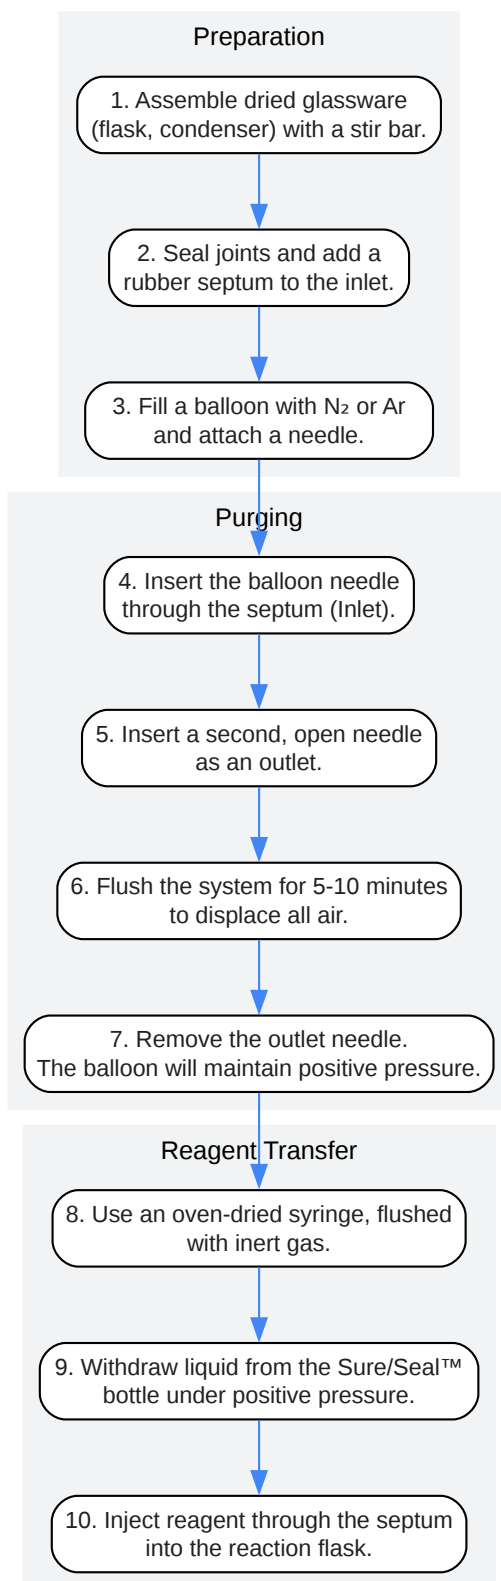 Preparation
1. Assemble dried glassware
(flask, condenser) with a stir bar.
2. Seal joints and add a
rubber septum to the inlet.
3. Fill a balloon with N₂ or Ar
and attach a needle.
Purging
4. Insert the balloon needle
through the septum (Inlet).
5. Insert a second, open needle
as an outlet.
6. Flush the system for 5-10 minutes
to displace all air.
7. Remove the outlet needle.
The balloon will maintain positive pressure.
Reagent Transfer
8. Use an oven-dried syringe, flushed
with inert gas.
9. Withdraw liquid from the Sure/Seal™
bottle under positive pressure.
10. Inject reagent through the septum
into the reaction flask.